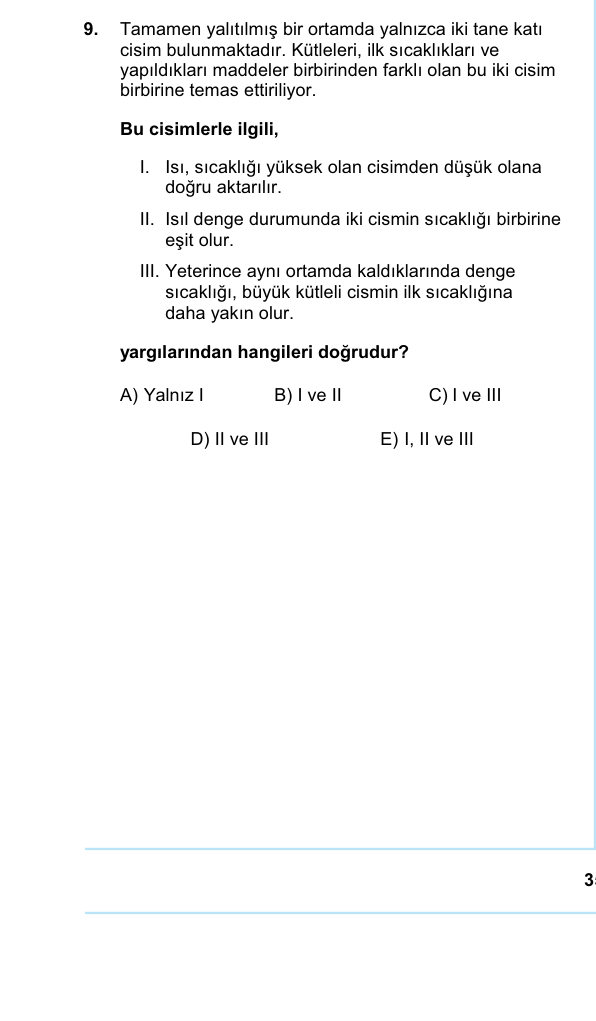 9. Tamamen yalıtılmış bir ortamda yalnızca iki tane katı
cisim bulunmaktadır. Kütleleri, ilk sıcaklıkları ve
yapıldıkları maddeler birbirinden farklı olan bu iki cisim
birbirine temas ettiriliyor.
Bu cisimlerle ilgili,
I. Isı, sıcaklığı yüksek olan cisimden düşük olana
doğru aktarılır.
II. Isıl denge durumunda iki cismin sıcaklığı birbirine
eşit olur.
III. Yeterince aynı ortamda kaldıklarında denge
sıcaklığı, büyük kütleli cismin ilk sıcaklığına
daha yakın olur.
yargılarından hangileri doğrudur?
A) Yalnız I B) I ve II C) I ve III
D) II ve III E) I, II ve III